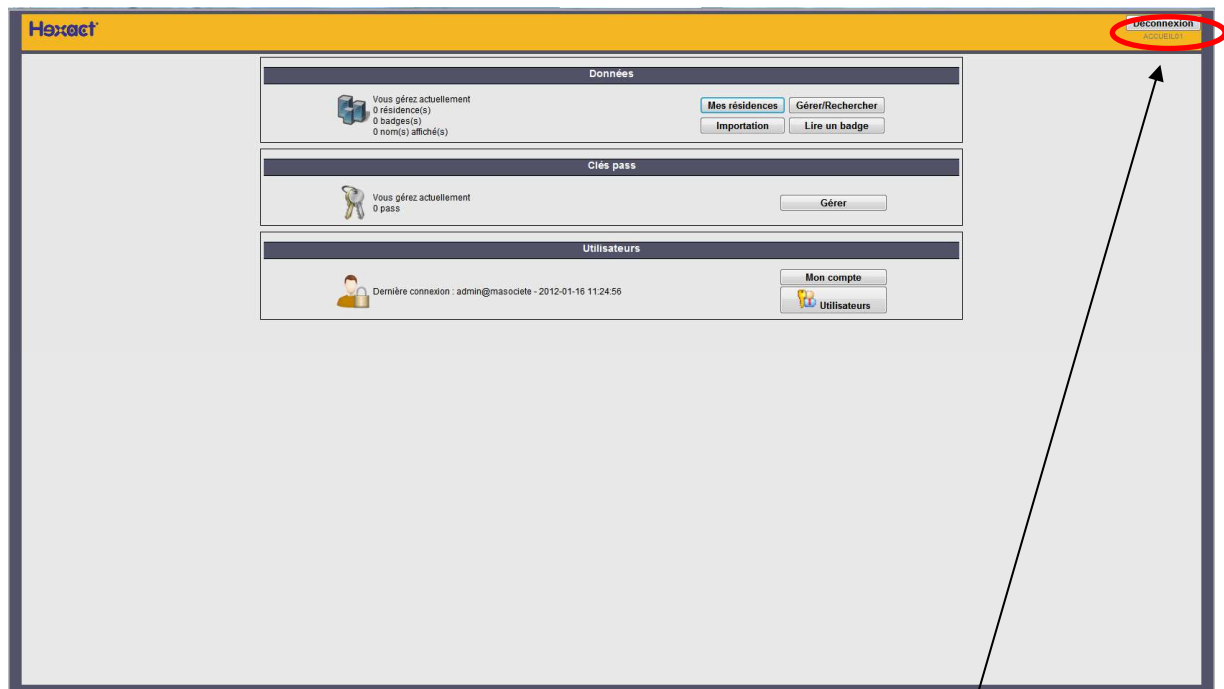 Hexact
Déconnexion
ACCUEIL01
Données
Vous gérez actuellement
0 résidence(s)
0 badges(s)
0 nom(s) affiché(s)
Mes résidences
Gérer/Rechercher
Importation
Lire un badge
Clés pass
Vous gérez actuellement
0 pass
Gérer
Utilisateurs
Dernière connexion : admin@masociete - 2012-01-16 11:24:56
Mon compte
Utilisateurs